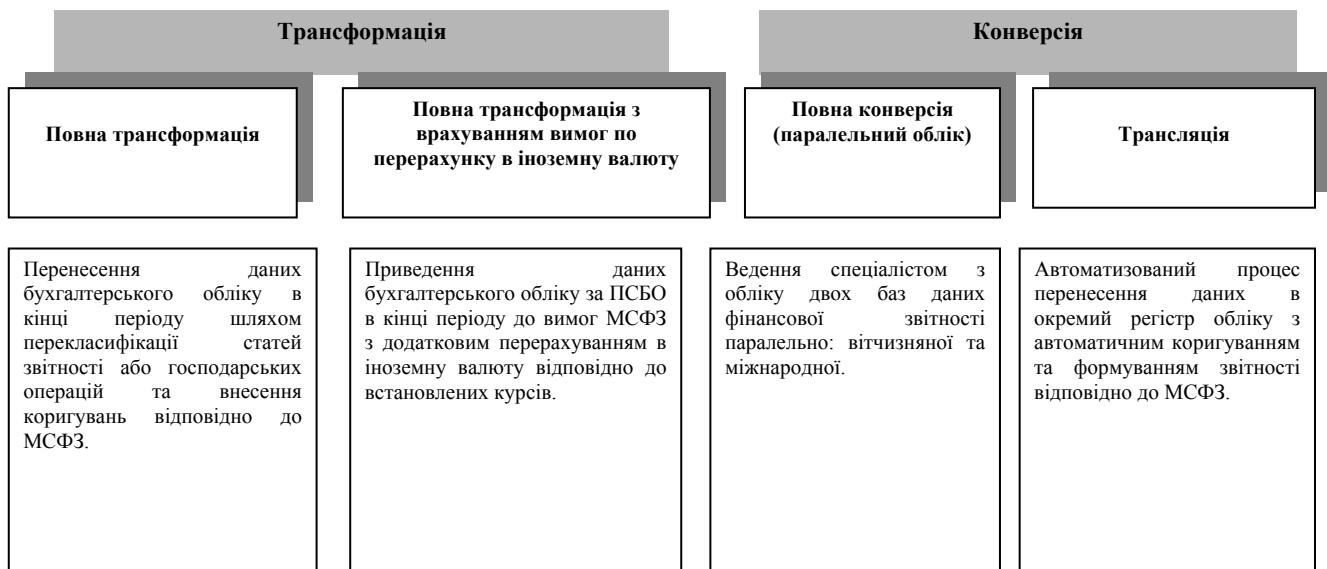 Трансформація
Конверсія
Повна трансформація
Повна трансформація з
врахуванням вимог по
перерахунку в іноземну валюту
Повна конверсія
(паралельний облік)
Трансляція
Перенесення даних
бухгалтерського обліку в
кінці періоду шляхом
перекласифікації статей
звітності або господарських
операцій та внесення
коригувань відповідно до
МСФЗ.
Приведення даних
бухгалтерського обліку за ПСБО
в кінці періоду до вимог МСФЗ
з додатковим перерахуванням в
іноземну валюту відповідно до
встановлених курсів.
Ведення спеціалістом з
обліку двох баз даних
фінансової звітності
паралельно: вітчизняної та
міжнародної.
Автоматизований процес
перенесення даних в
окремий регістр обліку з
автоматичним коригуванням
та формуванням звітності
відповідно до МСФЗ.